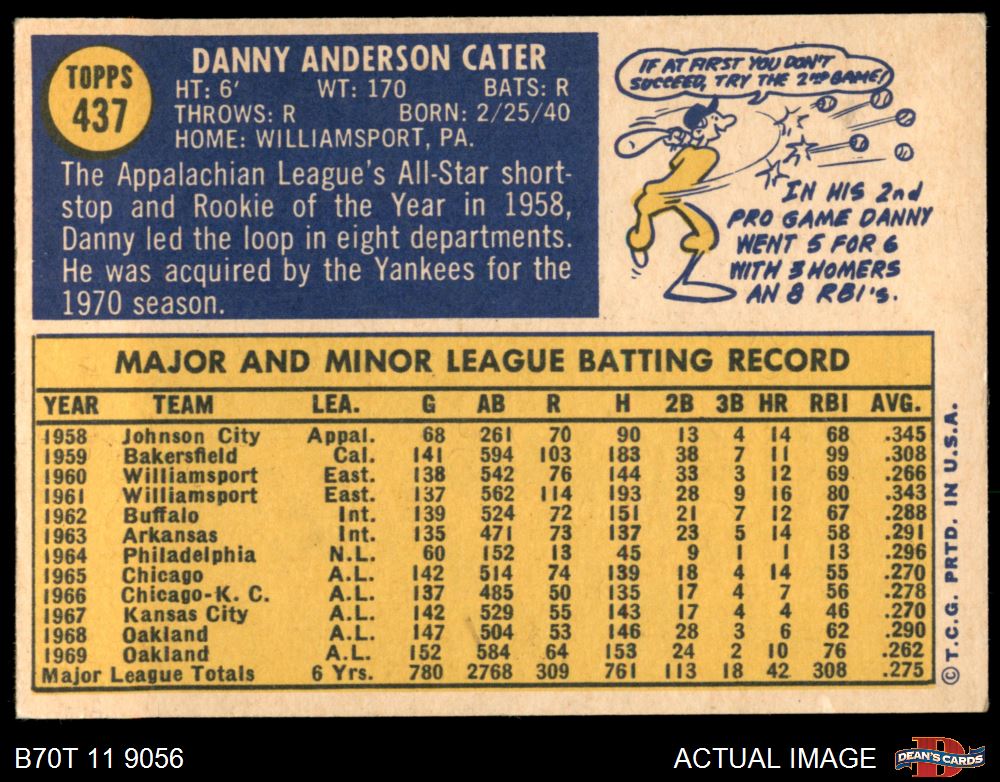 TOPPS
437
DANNY ANDERSON CATER
HT: 6' WT: 170 BATS: R
THROWS: R BORN: 2/25/40
HOME: WILLIAMSPORT, PA.
The Appalachian League's All-Star short-
stop and Rookie of the Year in 1958,
Danny led the loop in eight departments.
He was acquired by the Yankees for the
1970 season.
IF AT FIRST YOU DON'T
SUCCEED, TRY THE 2ND GAME!
IN HIS 2nd
PRO GAME DANNY
WENT 5 FOR 6
WITH 3 HOMERS
AN 8 RBI'S.
MAJOR AND MINOR LEAGUE BATTING RECORD
YEAR TEAM LEA. G AB R H 2B 3B HR RBI AVG.
1958 Johnson City Appal. 68 261 70 90 13 4 14 68 .345
1959 Bakersfield Cal. 141 594 103 183 38 7 11 99 .308
1960 Williamsport East. 138 542 76 144 33 3 12 69 .266
1961 Williamsport East. 137 562 114 193 28 9 16 80 .343
1962 Buffalo Int. 139 524 72 151 21 7 12 67 .288
1963 Arkansas Int. 135 471 73 137 23 5 14 58 .291
1964 Philadelphia N.L. 60 152 13 45 9 1 1 13 .296
1965 Chicago A.L. 142 514 74 139 18 4 14 55 .270
1966 Chicago-K. C. A.L. 137 485 50 135 17 4 7 56 .278
1967 Kansas City A.L. 142 529 55 143 17 4 4 46 .270
1968 Oakland A.L. 147 504 53 146 28 3 6 62 .290
1969 Oakland A.L. 152 584 64 153 24 2 10 76 .262
Major League Totals 6 Yrs. 780 2768 309 761 113 18 42 308 .275
© T.C.G. PRTD. IN U.S.A.
B70T 11 9056
ACTUAL IMAGE
D
DEAN'S CARDS